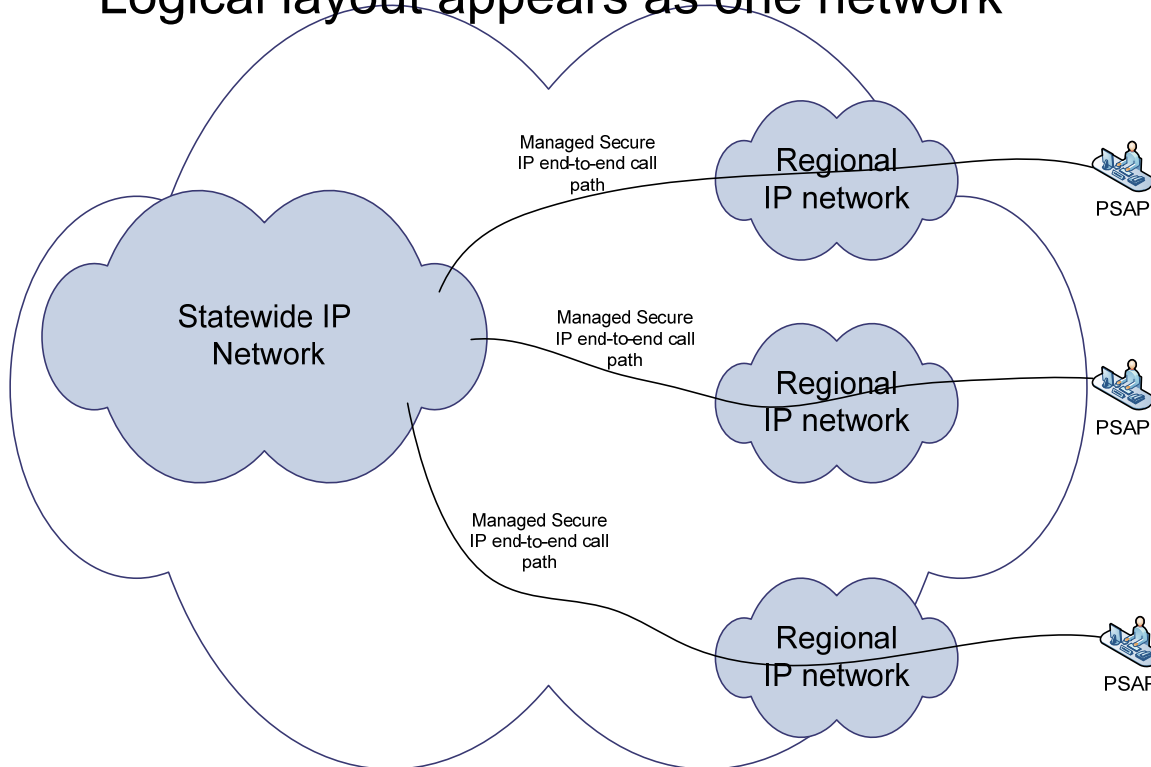 Logical layout appears as one network
Managed Secure
IP end-to-end call
path
Regional
IP network
PSAP
Statewide IP
Network
Managed Secure
IP end-to-end call
path
Regional
IP network
PSAP
Managed Secure
IP end-to-end call
path
Regional
IP network
PSAP